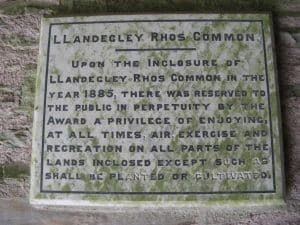 LLANDEGLEY RHOS COMMON
UPON THE INCLOSURE OF
LLANDEGLEY RHOS COMMON IN THE
YEAR 1885, THERE WAS RESERVED TO
THE PUBLIC IN PERPETUITY BY THE
AWARD A PRIVILEGE OF ENJOYING,
AT ALL TIMES, AIR, EXERCISE AND
RECREATION ON ALL PARTS OF THE
LANDS INCLOSED EXCEPT SUCH AS
SHALL BE PLANTED OR CULTIVATED.